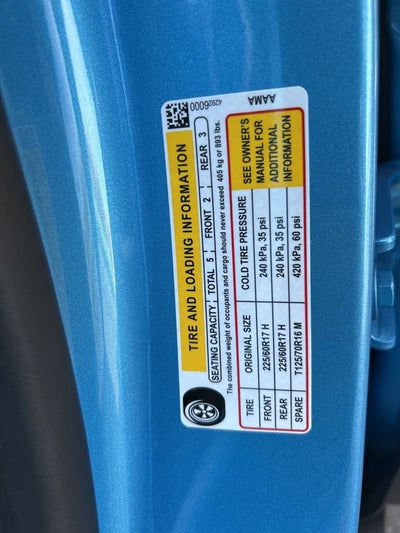 42926000
AAMA
TIRE AND LOADING INFORMATION
SEATING CAPACITY TOTAL 5 FRONT 2 REAR 3
The combined weight of occupants and cargo should never exceed 405 kg or 893 lbs.
TIRE ORIGINAL SIZE COLD TIRE PRESSURE
FRONT 225/60R17 H 240 kPa, 35 psi
REAR 225/60R17 H 240 kPa, 35 psi
SPARE T125/70R16 M 420 kPa, 60 psi
SEE OWNER'S
MANUAL FOR
ADDITIONAL
INFORMATION